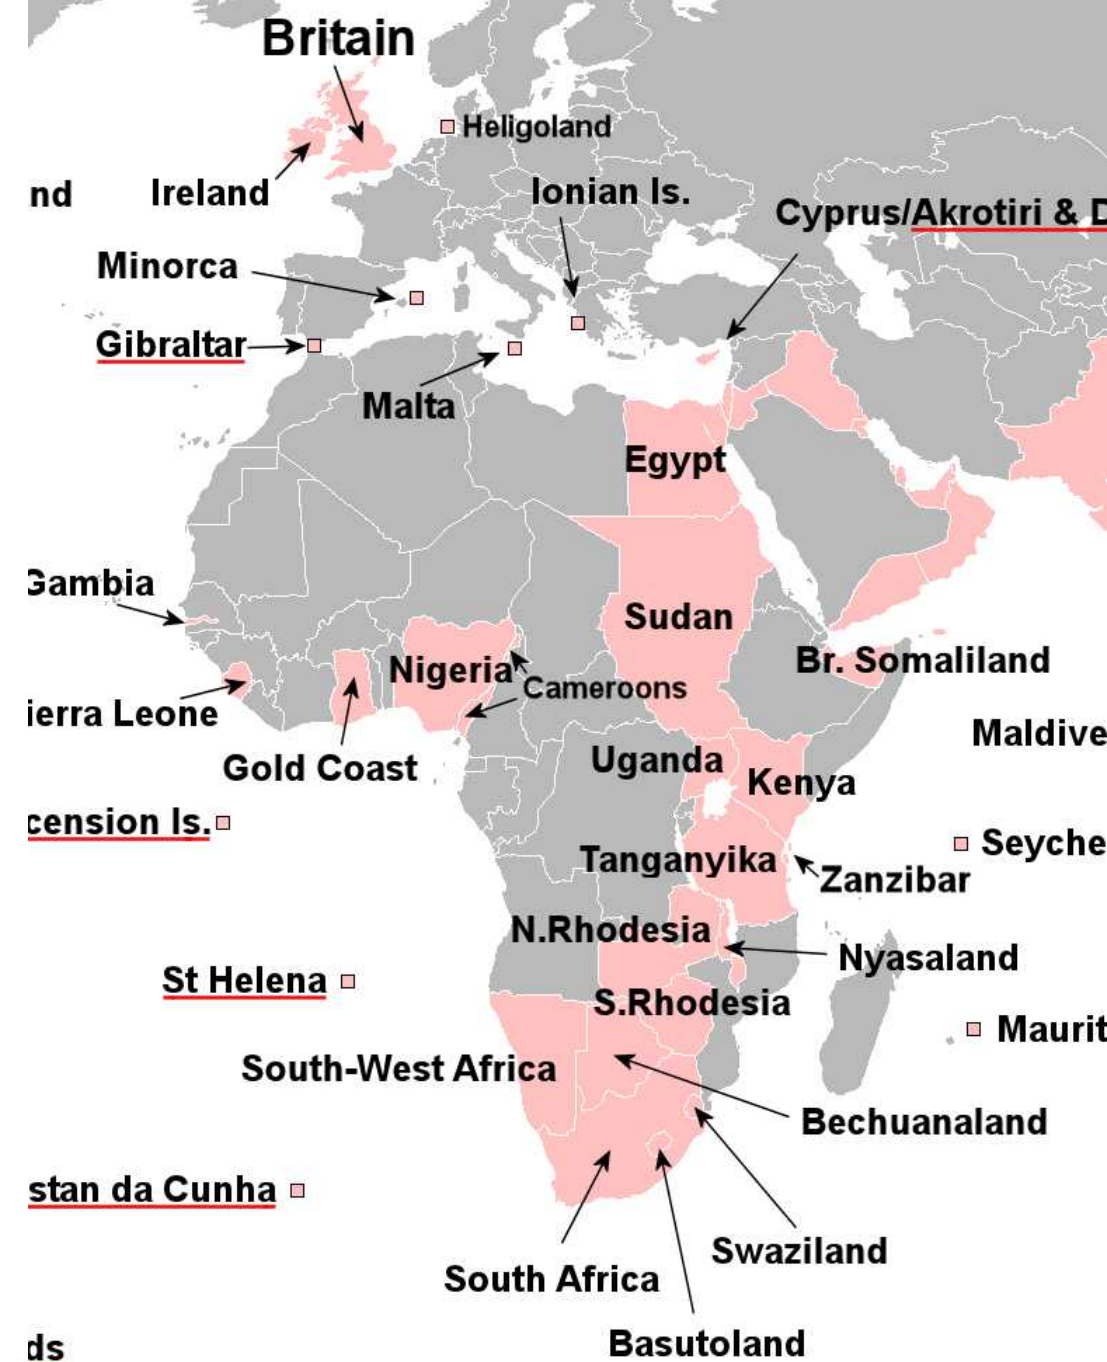 Britain
Heligoland
nd
Ireland
Ionian Is.
Cyprus/Akrotiri & D
Minorca
Gibraltar
Malta
Egypt
Gambia
Sudan
Nigeria
Br. Somaliland
Cameroons
ierra Leone
Maldive
Gold Coast
Uganda
Kenya
cension Is.
Seyche
Tanganyika
Zanzibar
N.Rhodesia
Nyasaland
St Helena
S.Rhodesia
Maurit
South-West Africa
Bechuanaland
stan da Cunha
Swaziland
South Africa
Basutoland
ds